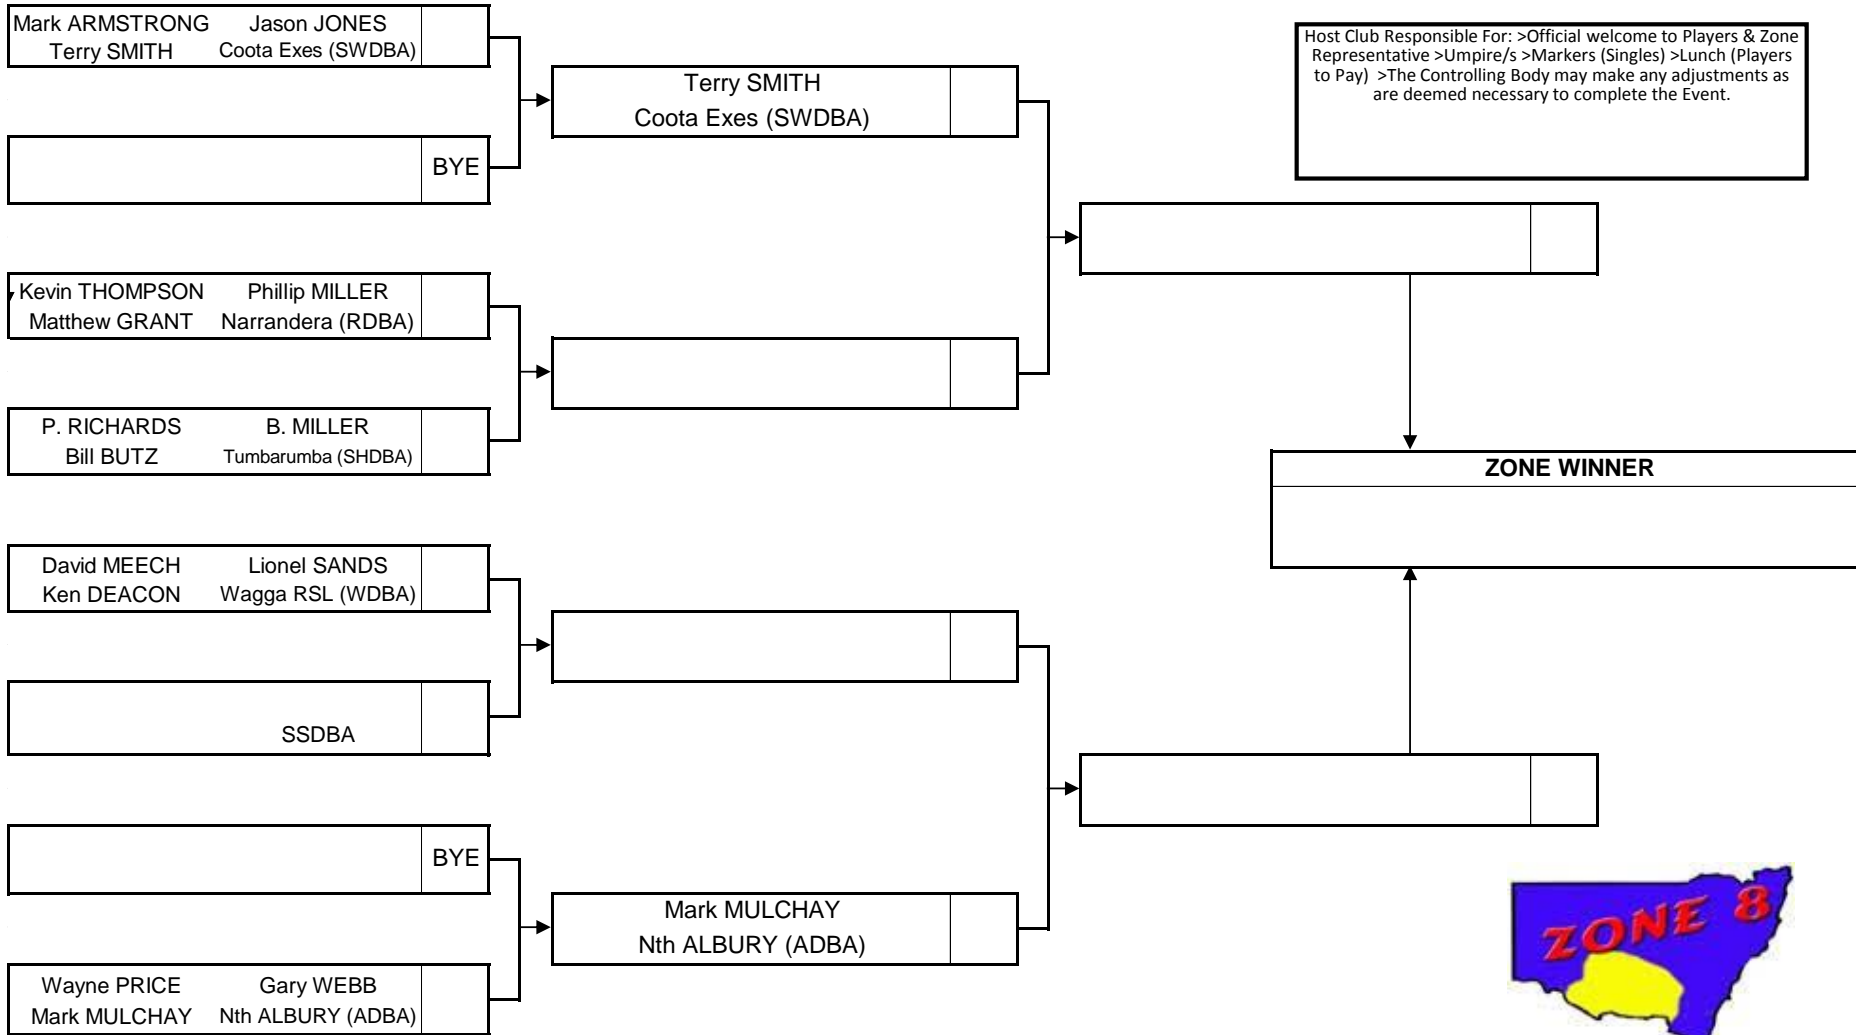 Mark ARMSTRONG Jason JONES
Terry SMITH Coota Exes (SWDBA)
BYE
Kevin THOMPSON Phillip MILLER
Matthew GRANT Narrandera (RDBA)
P. RICHARDS B. MILLER
Bill BUTZ Tumbarumba (SHDBA)
David MEECH Lionel SANDS
Ken DEACON Wagga RSL (WDBA)
SSDBA
BYE
Wayne PRICE Gary WEBB
Mark MULCHAY Nth ALBURY (ADBA)
Terry SMITH
Coota Exes (SWDBA)
Mark MULCHAY
Nth ALBURY (ADBA)
Host Club Responsible For: >Official welcome to Players & Zone
Representative >Umpire/s >Markers (Singles) >Lunch (Players
to Pay) >The Controlling Body may make any adjustments as
are deemed necessary to complete the Event.
ZONE WINNER
ZONE 8